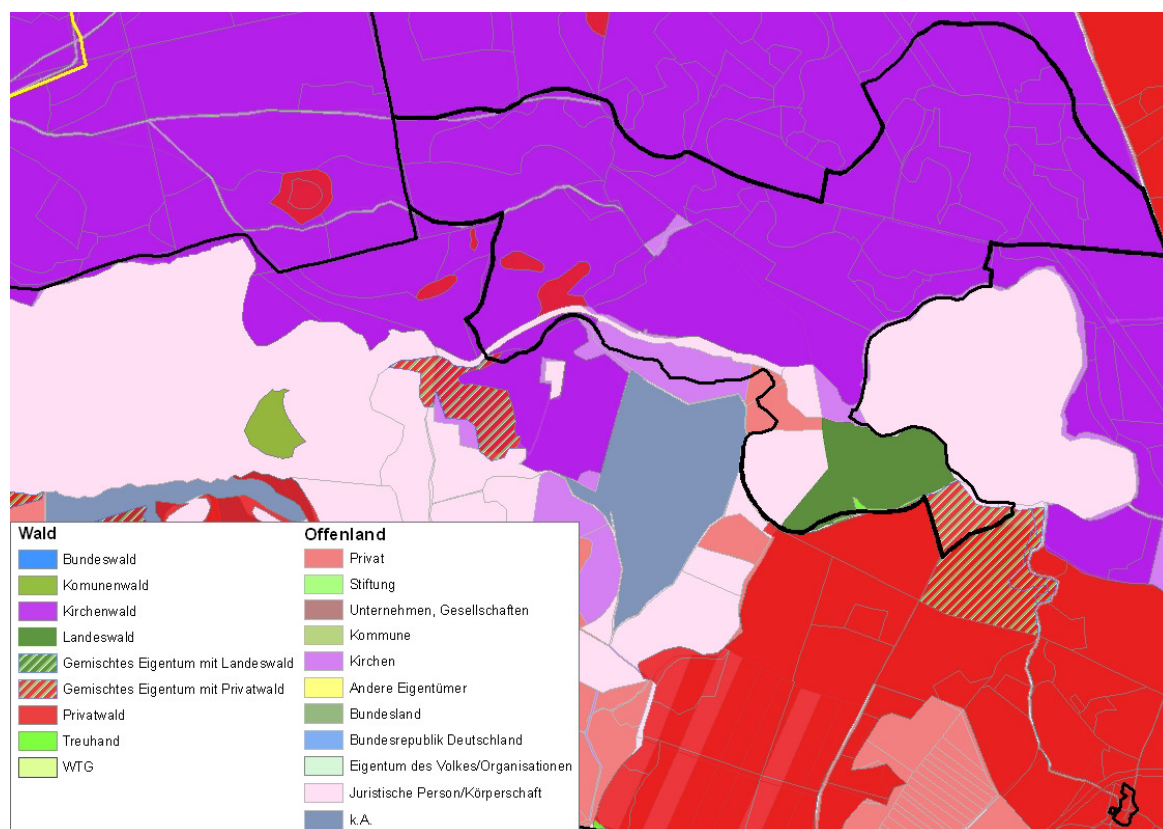 Wald
Bundeswald
Komunenwald
Kirchenwald
Landeswald
Gemischtes Eigentum mit Landeswald
Gemischtes Eigentum mit Privatwald
Privatwald
Treuhand
WTG
Offenland
Privat
Stiftung
Unternehmen, Gesellschaften
Kommune
Kirchen
Andere Eigentümer
Bundesland
Bundesrepublik Deutschland
Eigentum des Volkes/Organisationen
Juristische Person/Körperschaft
k.A.